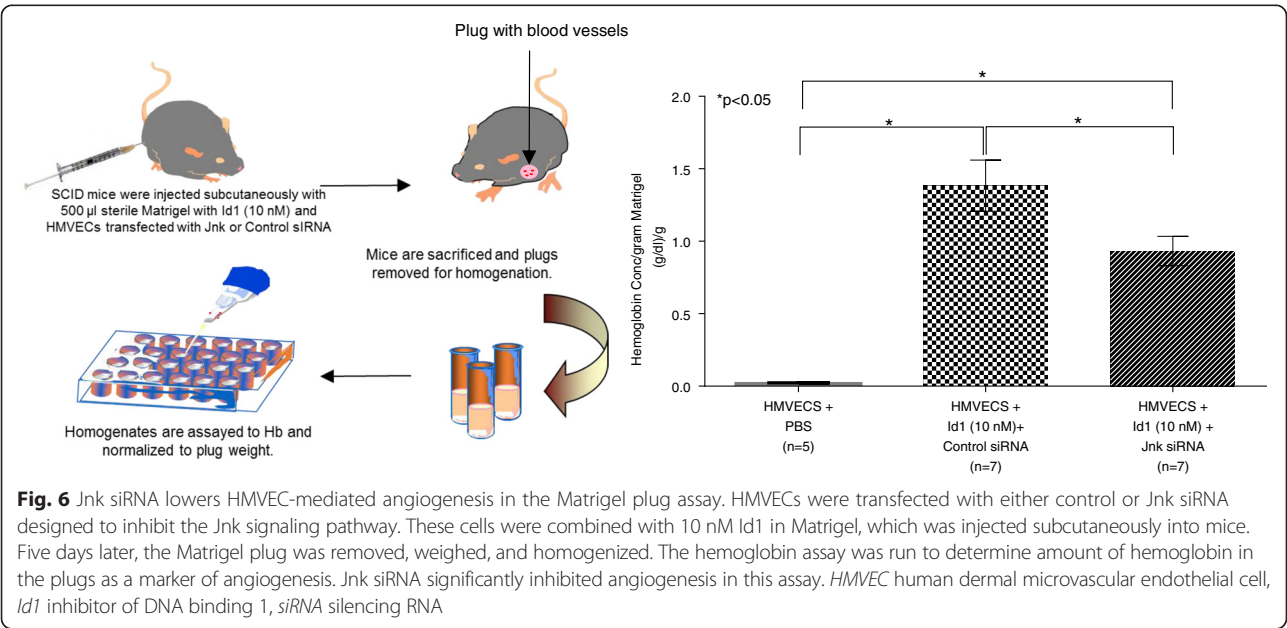 Plug with blood vessels
SCID mice were injected subcutaneously with
500 µl sterile Matrigel with Id1 (10 nM) and
HMVECs transfected with Jnk or Control sIRNA
Mice are sacrificed and plugs
removed for homogenation.
Homogenates are assayed to Hb and
normalized to plug weight.
*p<0.05
*
*
*
Hemoglobin Conc/gram Matrigel
(g/dl)/g
2.0
1.5
1.0
0.5
0.0
HMVECS +
PBS
(n=5)
HMVECS +
Id1 (10 nM)+
Control siRNA
(n=7)
HMVECS +
Id1 (10 nM) +
Jnk siRNA
(n=7)
Fig. 6 Jnk siRNA lowers HMVEC-mediated angiogenesis in the Matrigel plug assay. HMVECs were transfected with either control or Jnk siRNA
designed to inhibit the Jnk signaling pathway. These cells were combined with 10 nM Id1 in Matrigel, which was injected subcutaneously into mice.
Five days later, the Matrigel plug was removed, weighed, and homogenized. The hemoglobin assay was run to determine amount of hemoglobin in
the plugs as a marker of angiogenesis. Jnk siRNA significantly inhibited angiogenesis in this assay. HMVEC human dermal microvascular endothelial cell,
Id1 inhibitor of DNA binding 1, siRNA silencing RNA